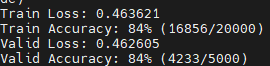 Train Loss: 0.463621
Train Accuracy: 84% (16856/20000)
Valid Loss: 0.462605
Valid Accuracy: 84% (4233/5000)